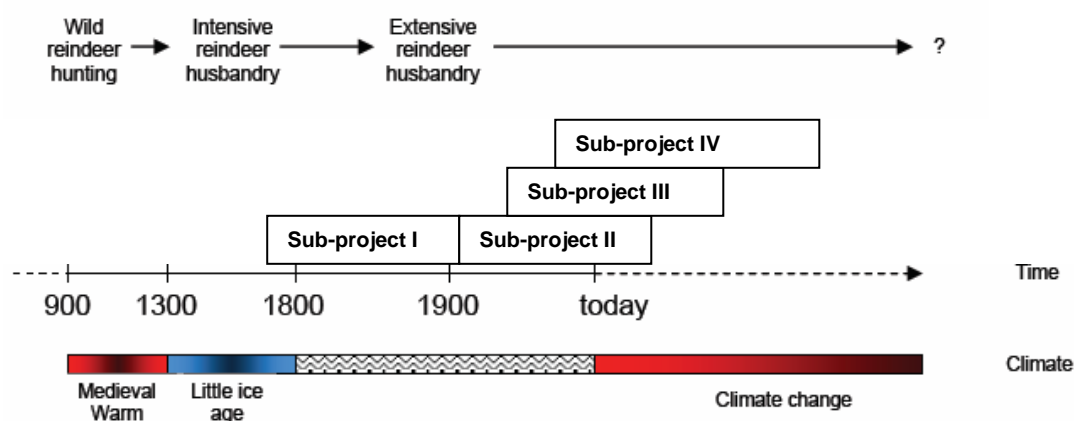 Wild
reindeer
hunting
Intensive
reindeer
husbandry
Extensive
reindeer
husbandry
?
Sub-project IV
Sub-project III
Sub-project I
Sub-project II
Time
900
1300
1800
1900
today
Climate
Medieval
Warm
Little ice
age
Climate change